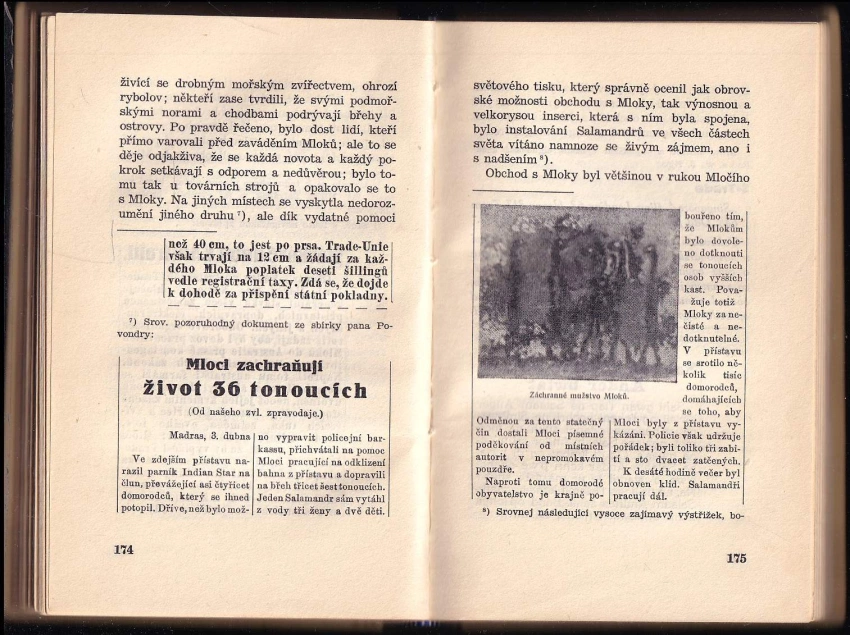 živící se drobným mořským zvířectvem, ohrozí
rybolov; někteří zase tvrdili, že svými podmoř-
skými norami a chodbami podrývají břehy a
ostrovy. Po pravdě řečeno, bylo dost lidí, kteří
přímo varovali před zaváděním Mloků; ale to se
děje odjakživa, že se každá novota a každý po-
krok setkávají s odporem a nedůvěrou; bylo to-
mu tak u továrních strojů a opakovalo se to
s Mloky. Na jiných místech se vyskytla nedoroz-
umění jiného druhu ⁷), ale dík vydatné pomoci
než 40 cm, to jest po prsa. Trade-Unie
však trvají na 12 cm a žádají za kaž-
dého Mloka poplatek deseti šillingů
vedle registrační taxy. Zdá se, že dojde
k dohodě za přispění státní pokladny.
⁷) Srov. pozoruhodný dokument ze sbírky pana Po-
vondry:
Mloci zachraňují
život 36 tonoucích
(Od našeho zvl. zpravodaje.)
Madras, 3. dubna
Ve zdejším přístavu na-
razil parník Indian Star na
člun, převážející asi čtyřicet
domorodců, který se ihned
potopil. Dříve, než bylo mož-
no vypravit policejní bar-
kassu, přichvátali na pomoc
Mloci pracující na odklizení
bahna z přístavu a dopravili
na břeh třicet šest tonoucích.
Jeden Salamandr sám vytáhl
z vody tři ženy a dvě děti.
174
světového tisku, který správně ocenil jak obrov-
ské možnosti obchodu s Mloky, tak výnosnou a
velkorysou inserci, která s ním byla spojena,
bylo instalování Salamandrů ve všech částech
světa vítáno namnoze se živým zájmem, ano i
s nadšením ⁸).
Obchod s Mloky byl většinou v rukou Mločího
Záchranné mužstvo Mloků.
Odměnou za tento statečný
čin dostali Mloci písemné
poděkování od místních
autorit v nepromokavém
pouzdře.
Naproti tomu domorodé
obyvatelstvo je krajně po-
bouřeno tím,
že Mlokům
bylo dovole-
no dotknouti
se tonoucích
osob vyšších
kast. Pova-
žuje totiž
Mloky za ne-
čisté a ne-
dotknutelné.
V přístavu
se srotilo ně-
kolik tisíc
domorodců,
domáhajících
se toho, aby
Mloci byli z přístavu vy-
kázáni. Policie však udržuje
pořádek; byli toliko tři zabi-
tí a sto dvacet zatčených.
K desáté hodině večer byl
obnoven klid. Salamandři
pracují dál.
⁸) Srovnej následující vysoce zajímavý výstřižek, bo-
175